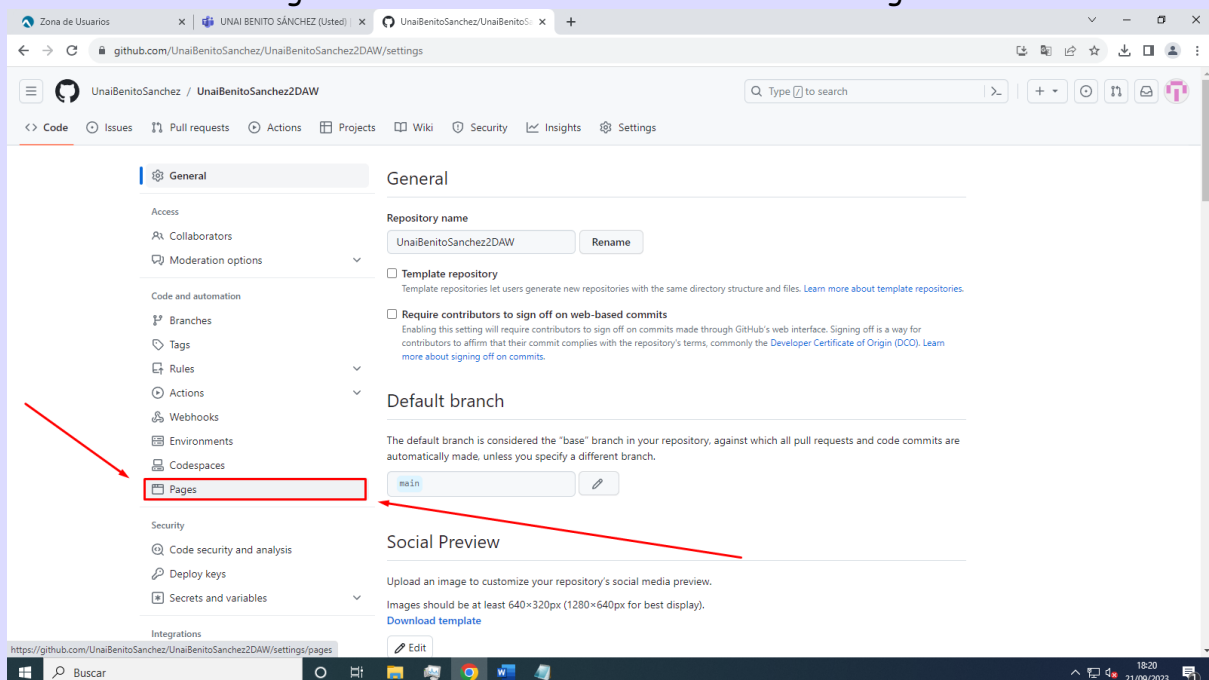 Zona de Usuarios
UNAI BENITO SÁNCHEZ (Usted) |
UnaiBenitoSanchez/UnaiBenitoS
github.com/UnaiBenitoSanchez/UnaiBenitoSanchez2DAW/settings
UnaiBenitoSanchez / UnaiBenitoSanchez2DAW
Type / to search
Code Issues Pull requests Actions Projects Wiki Security Insights Settings
General
Access
Collaborators
Moderation options
Code and automation
Branches
Tags
Rules
Actions
Webhooks
Environments
Codespaces
Pages
Security
Code security and analysis
Deploy keys
Secrets and variables
Integrations
General
Repository name
UnaiBenitoSanchez2DAW Rename
Template repository
Template repositories let users generate new repositories with the same directory structure and files. Learn more about template repositories.
Require contributors to sign off on web-based commits
Enabling this setting will require contributors to sign off on commits made through GitHub's web interface. Signing off is a way for
contributors to affirm that their commit complies with the repository's terms, commonly the Developer Certificate of Origin (DCO). Learn
more about signing off on commits.
Default branch
The default branch is considered the "base" branch in your repository, against which all pull requests and code commits are
automatically made, unless you specify a different branch.
main
Social Preview
Upload an image to customize your repository's social media preview.
Images should be at least 640×320px (1280×640px for best display).
Download template
Edit
https://github.com/UnaiBenitoSanchez/UnaiBenitoSanchez2DAW/settings/pages
Buscar
18:20
21/09/2023